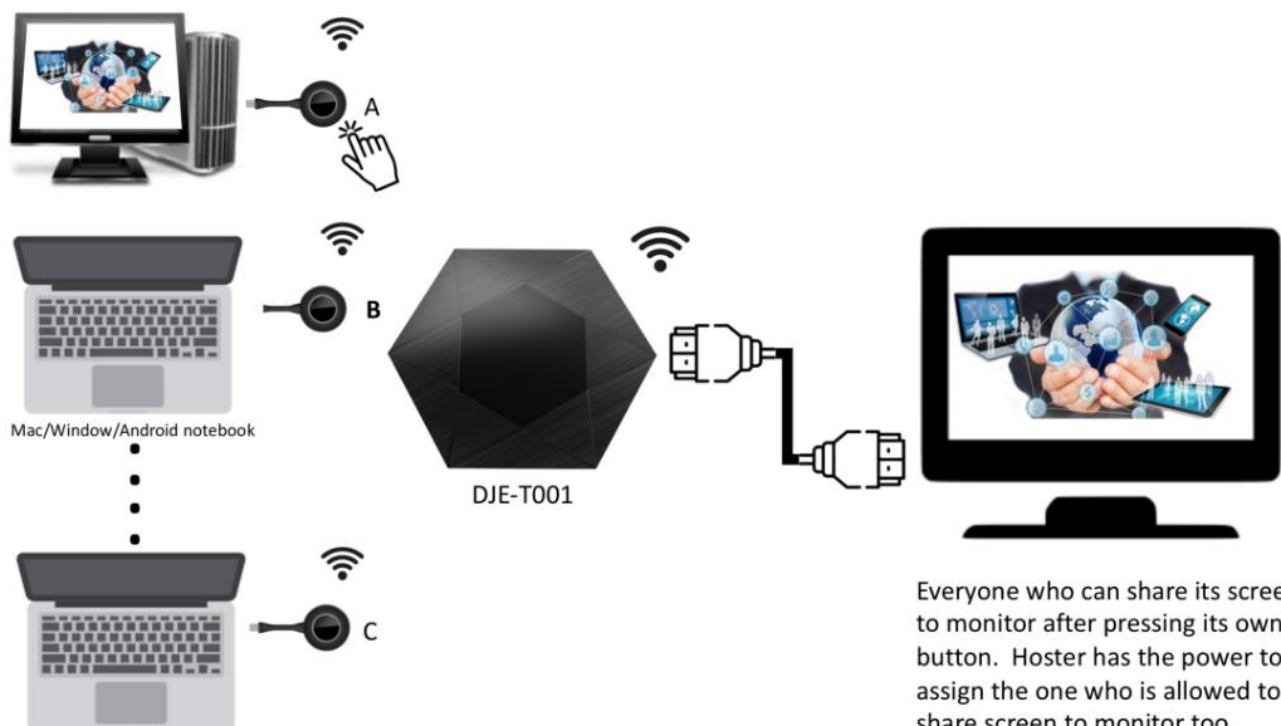 A
B
Mac/Window/Android notebook
C
DJE-T001
Everyone who can share its scree
to monitor after pressing its own
button. Hoster has the power to
assign the one who is allowed to
share screen to monitor too